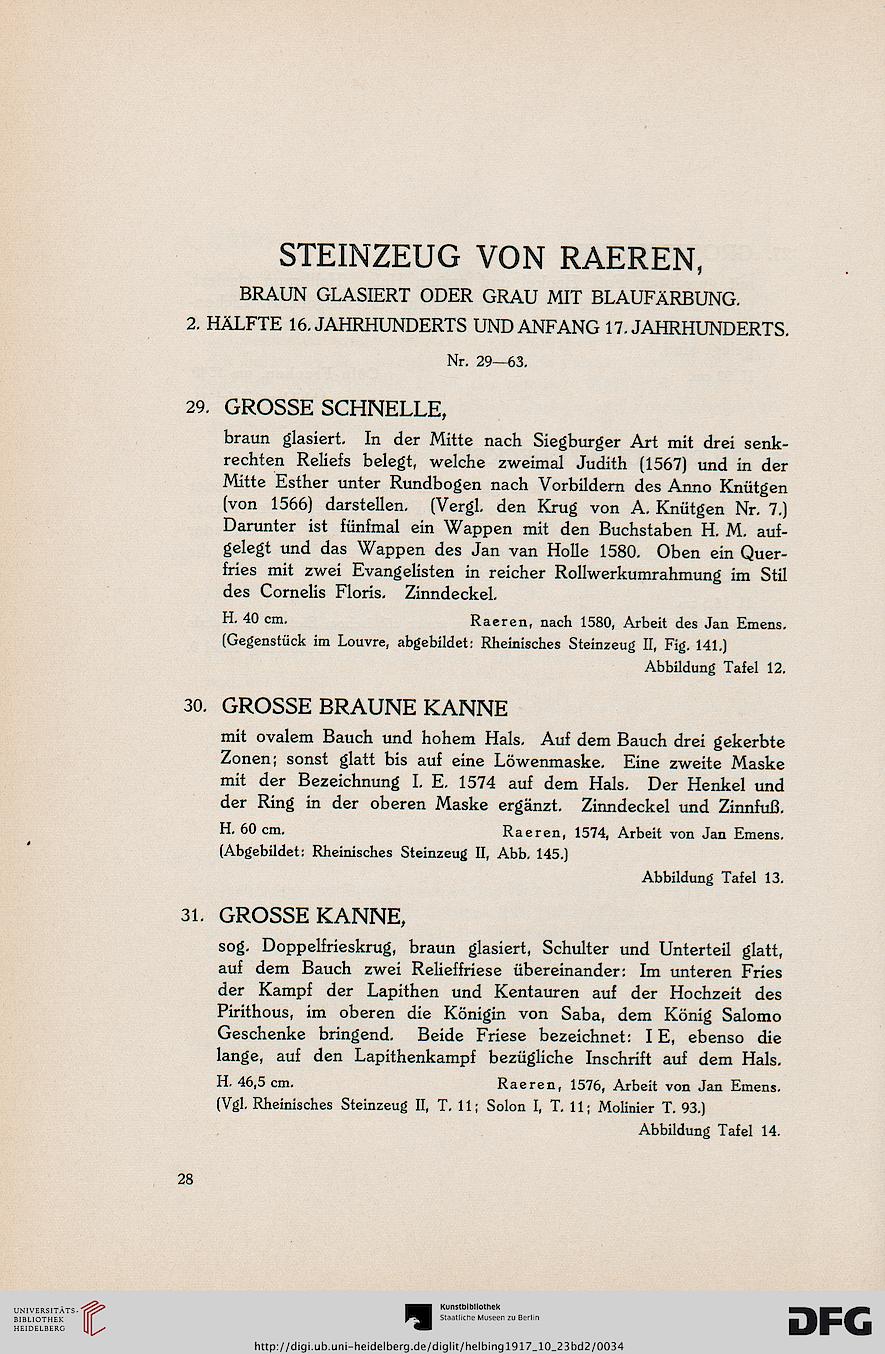 STEINZEUG VON RAEREN,
BRAUN GLASIERT ODER GRAU MIT BLAUFÄRBUNG.
2. HÄLFTE 16. JAHRHUNDERTS UND ANFANG 17. JAHRHUNDERTS.
Nr. 29—63.
29. GROSSE SCHNELLE,
braun glasiert. In der Mitte nach Siegburger Art mit drei senk-
rechten Reliefs belegt, welche zweimal Judith (1567) und in der
Mitte Esther unter Rundbogen nach Vorbildern des Anno Knütgen
(von 1566) darstellen. (Vergl. den Krug von A. Knütgen Nr. 7.)
Darunter ist fünfmal ein Wappen mit den Buchstaben H. M. auf-
gelegt und das Wappen des Jan van Holle 1580. Oben ein Quer-
fries mit zwei Evangelisten in reicher Rollwerkumrahmung im Stil
des Cornelis Floris. Zinndeckel.
H. 40 cm. Raeren, nach 1580, Arbeit des Jan Emens.
(Gegenstück im Louvre, abgebildet: Rheinisches Steinzeug II, Fig. 141.)
Abbildung Tafel 12.
30. GROSSE BRAUNE KANNE
mit ovalem Bauch und hohem Hals. Auf dem Bauch drei gekerbte
Zonen; sonst glatt bis auf eine Löwenmaske. Eine zweite Maske
mit der Bezeichnung I. E. 1574 auf dem Hals. Der Henkel und
der Ring in der oberen Maske ergänzt. Zinndeckel und Zinnfuß.
H. 60 cm. Raeren, 1574, Arbeit von Jan Emens.
(Abgebildet: Rheinisches Steinzeug II, Abb. 145.)
Abbildung Tafel 13.
31. GROSSE KANNE,
sog. Doppelfrieskrug, braun glasiert, Schulter und Unterteil glatt,
auf dem Bauch zwei Relieffriese übereinander: Im unteren Fries
der Kampf der Lapithen und Kentauren auf der Hochzeit des
Pirithous, im oberen die Königin von Saba, dem König Salomo
Geschenke bringend. Beide Friese bezeichnet: I E, ebenso die
lange, auf den Lapithenkampf bezügliche Inschrift auf dem Hals.
H. 46,5 cm. Raeren, 1576, Arbeit von Jan Emens.
(Vgl. Rheinisches Steinzeug II, T. 11; Solon I, T. 11; Molinier T. 93.)
Abbildung Tafel 14.
28
UNIVERSITÄTS-
BIBLIOTHEK
HEIDELBERG
Kunstbibliothek
Staatliche Museen zu Berlin
DFG
http://digi.ub.uni-heidelberg.de/diglit/helbing1917_10_23bd2/0034